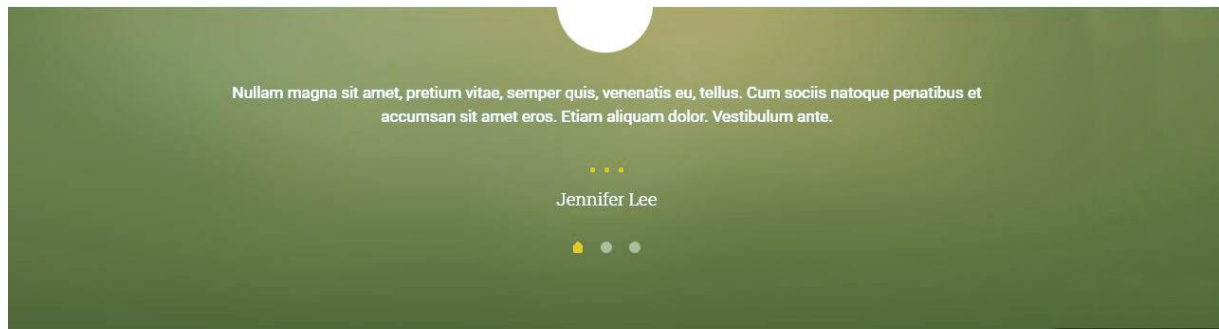 Nullam magna sit amet, pretium vitae, semper quis, venenatis eu, tellus. Cum sociis natoque penatibus et
accumsan sit amet eros. Etiam aliquam dolor. Vestibulum ante.
Jennifer Lee